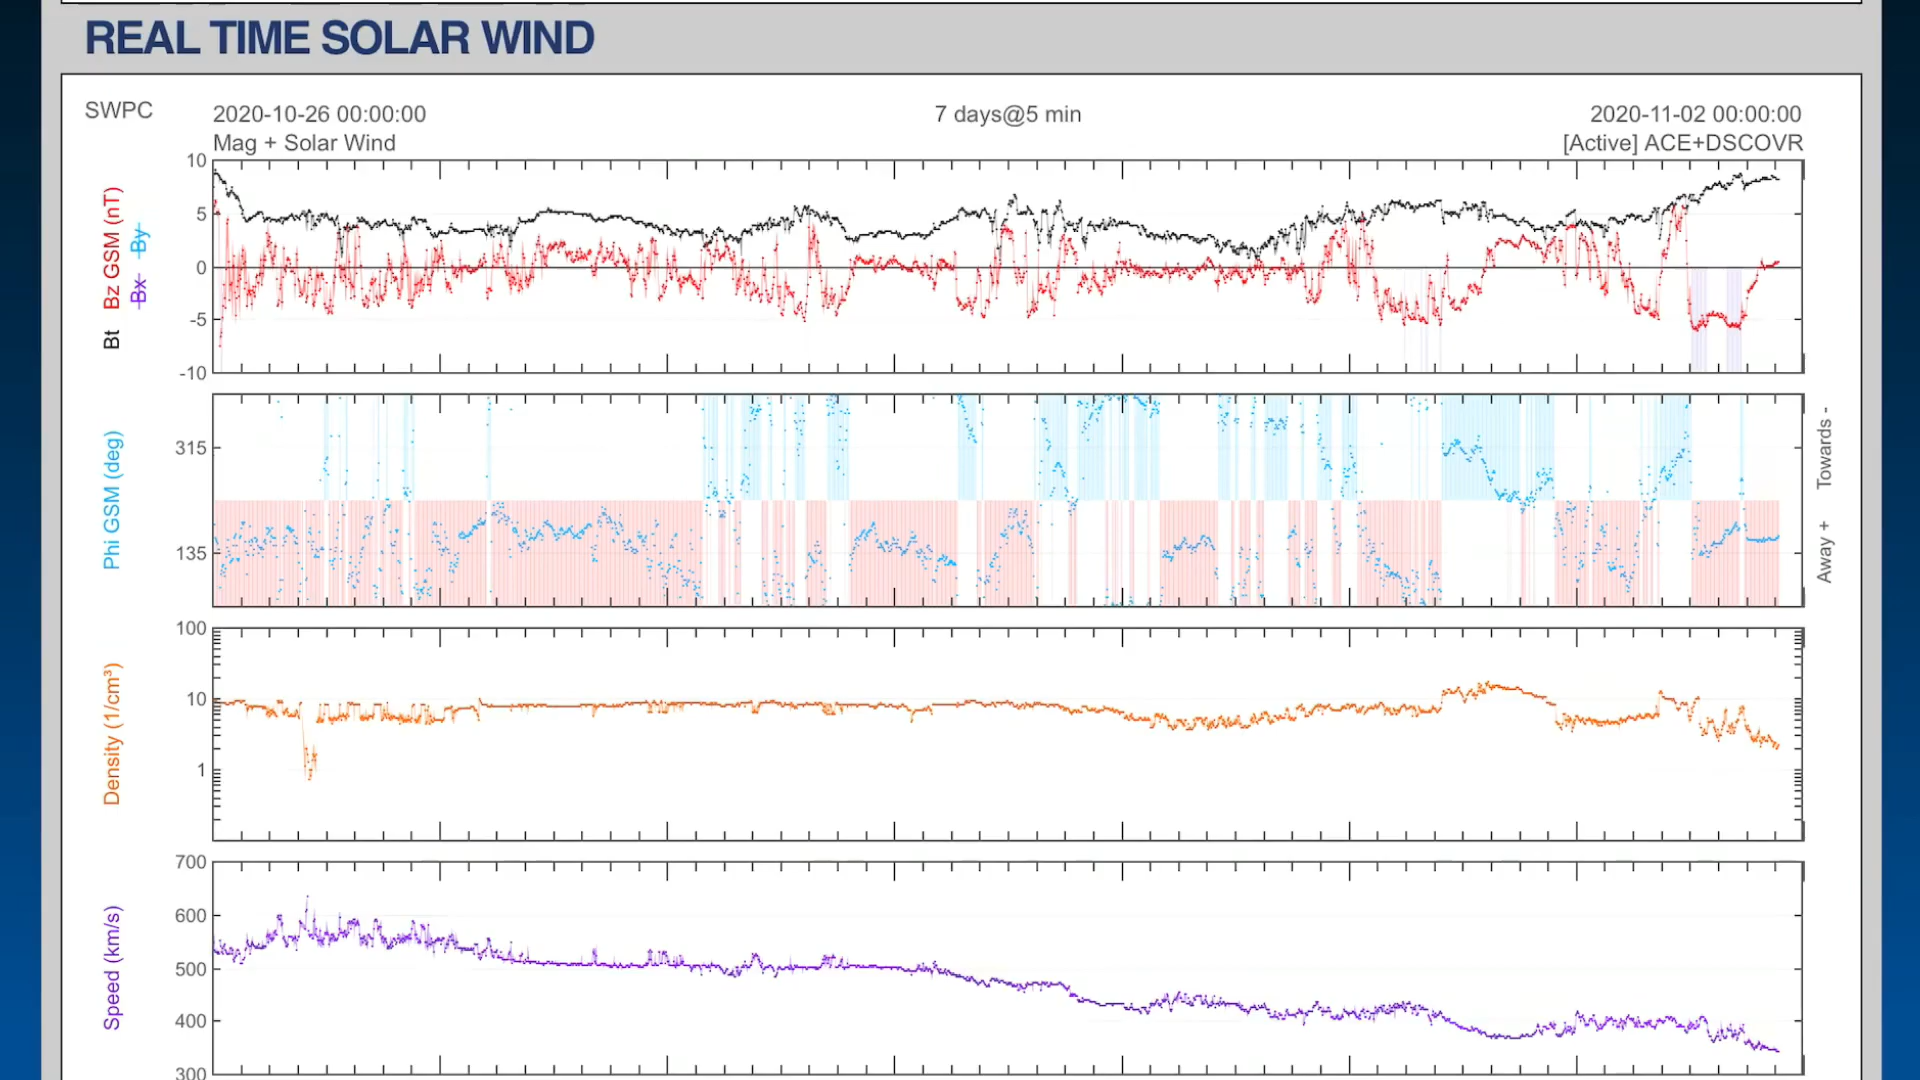 REAL TIME SOLAR WIND
SWPC
2020-10-26 00:00:00
7 days@5 min
2020-11-02 00:00:00
Mag + Solar Wind
[Active] ACE+DSCOVR
Bt Bz GSM (nT)
Bx By
10
5
0
-5
-10
Phi GSM (deg)
315
135
Away + Towards -
Density (1/cm³)
100
10
1
Speed (km/s)
700
600
500
400
300